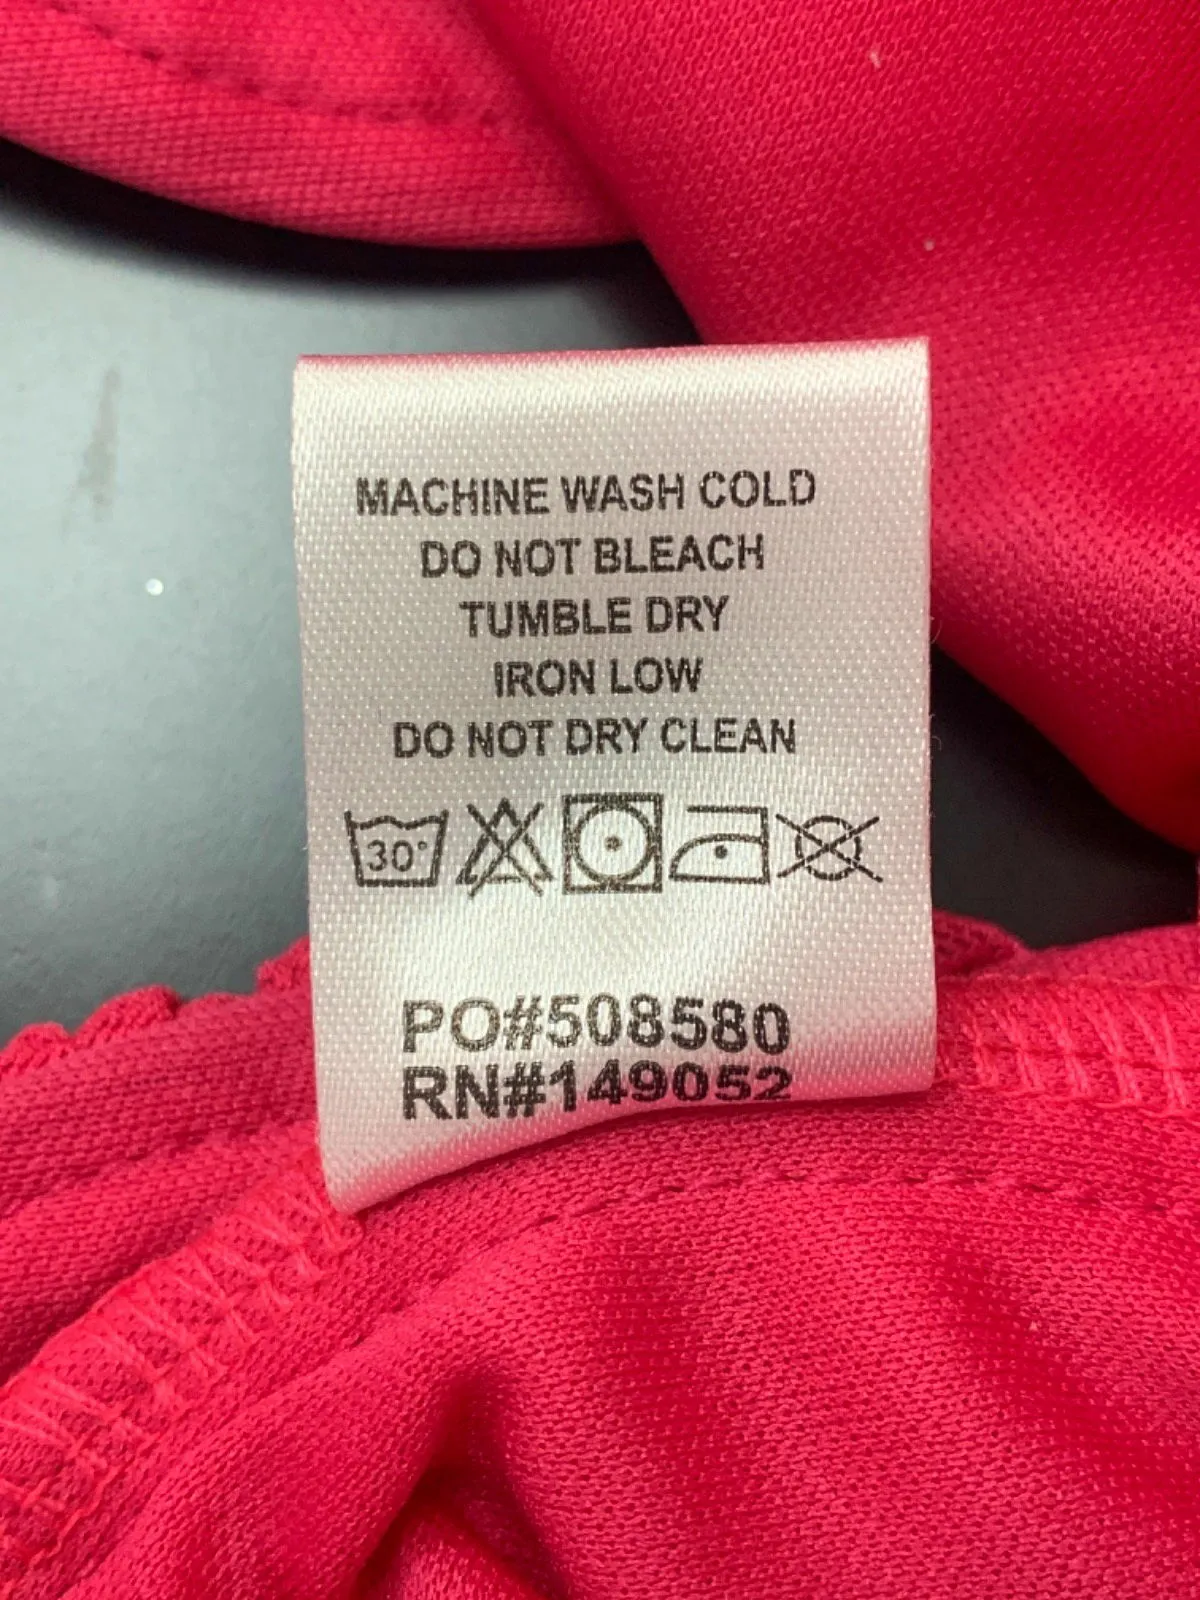 MACHINE WASH COLD
DO NOT BLEACH
TUMBLE DRY
IRON LOW
DO NOT DRY CLEAN
30°
PO#508580
RN#149052